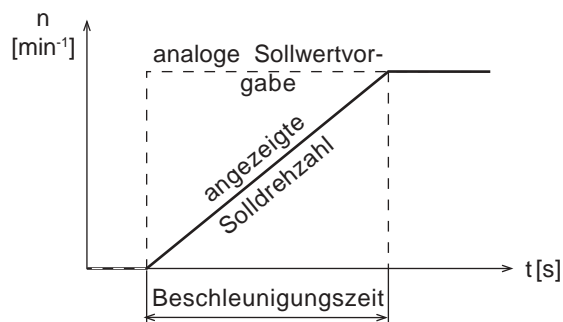 n
[min-1]
analoge Sollwertvor-
gabe
angezeigte
Solldrehzahl
t [s]
Beschleunigungszeit